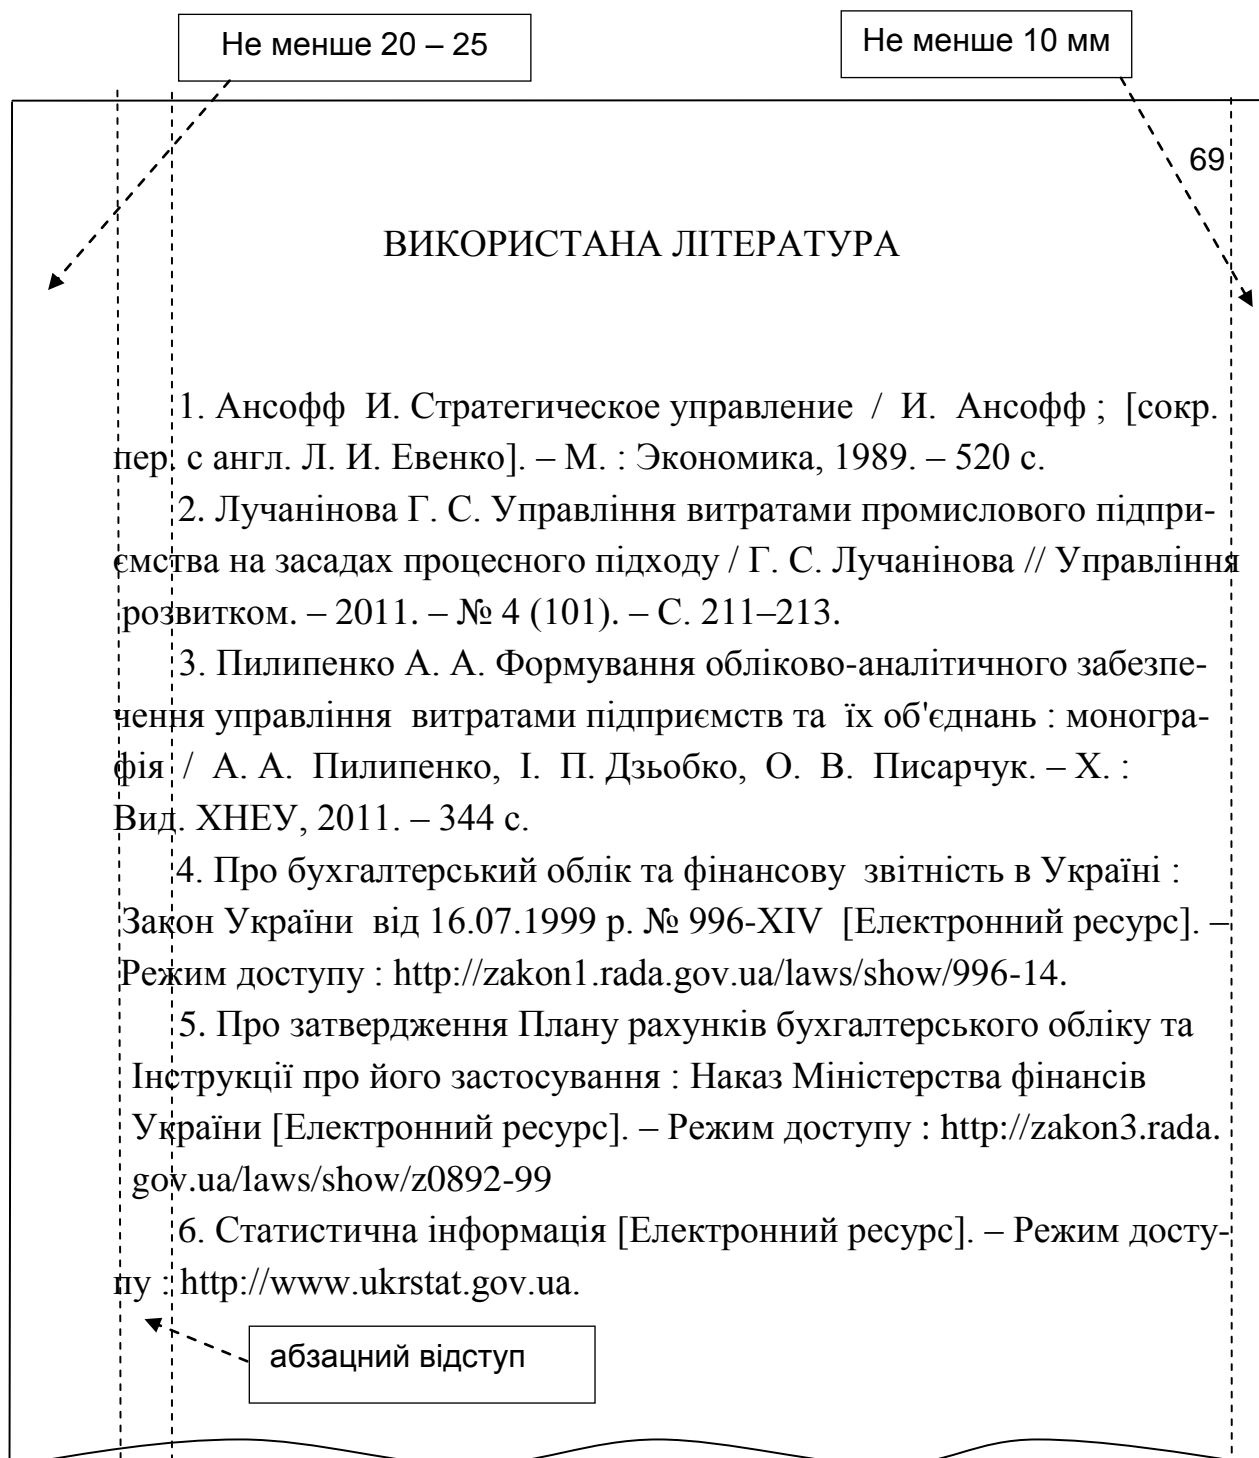 Не менше 20 – 25
Не менше 10 мм
69
ВИКОРИСТАНА ЛІТЕРАТУРА
1. Ансофф И. Стратегическое управление / И. Ансофф ; [сокр.
пер. с англ. Л. И. Евенко]. – М. : Экономика, 1989. – 520 с.
2. Лучанінова Г. С. Управління витратами промислового підпри-
ємства на засадах процесного підходу / Г. С. Лучанінова // Управління
розвитком. – 2011. – № 4 (101). – С. 211–213.
3. Пилипенко А. А. Формування обліково-аналітичного забезпе-
чення управління витратами підприємств та їх об'єднань : моногра-
фія / А. А. Пилипенко, І. П. Дзьобко, О. В. Писарчук. – Х. :
Вид. ХНЕУ, 2011. – 344 с.
4. Про бухгалтерський облік та фінансову звітність в Україні :
Закон України від 16.07.1999 р. № 996-XIV [Електронний ресурс]. –
Режим доступу : http://zakon1.rada.gov.ua/laws/show/996-14.
5. Про затвердження Плану рахунків бухгалтерського обліку та
Інструкції про його застосування : Наказ Міністерства фінансів
України [Електронний ресурс]. – Режим доступу : http://zakon3.rada.
gov.ua/laws/show/z0892-99
6. Статистична інформація [Електронний ресурс]. – Режим досту-
пу : http://www.ukrstat.gov.ua.
абзацний відступ